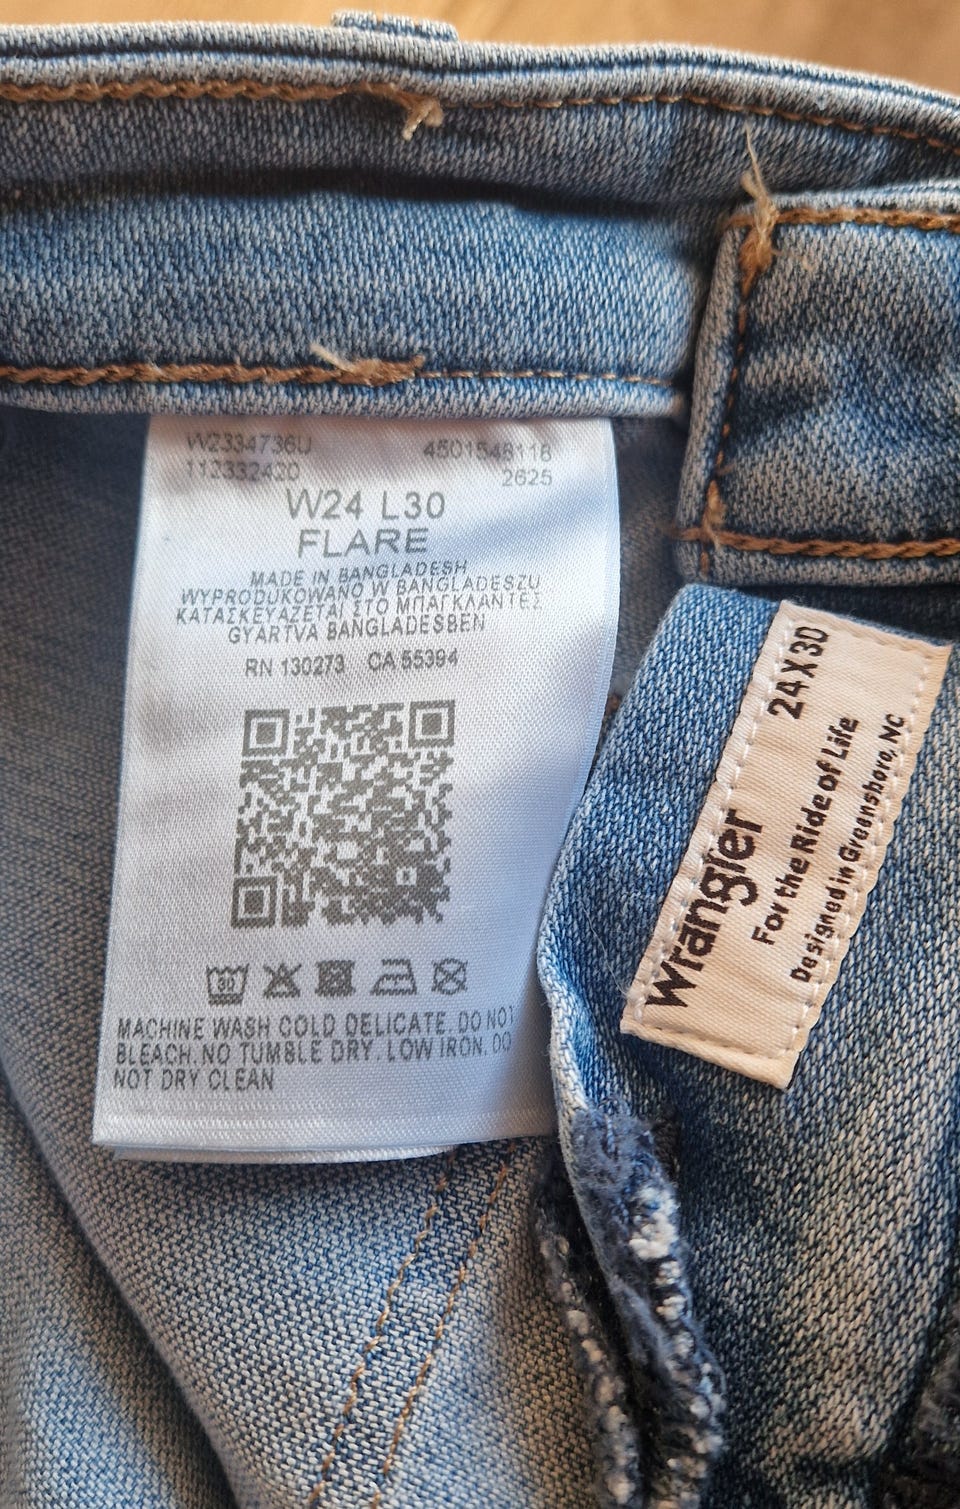 W2334736U 4501548118
112332420 2625
W24 L30
FLARE
MADE IN BANGLADESH
WYPRODUKOWANO W BANGLADESZU
ΚΑΤΑΣΚΕΥΑΖΕΤΑΙ ΣΤΟ ΜΠΑΓΚΛΑΝΤΕΣ
GYARTVA BANGLADESBEN
RN 130273 CA 55394
30
MACHINE WASH COLD DELICATE. DO NOT
BLEACH. NO TUMBLE DRY. LOW IRON. DO
NOT DRY CLEAN
Wrangler 24 X 30
For the Ride of Life
Designed in Greensboro, NC